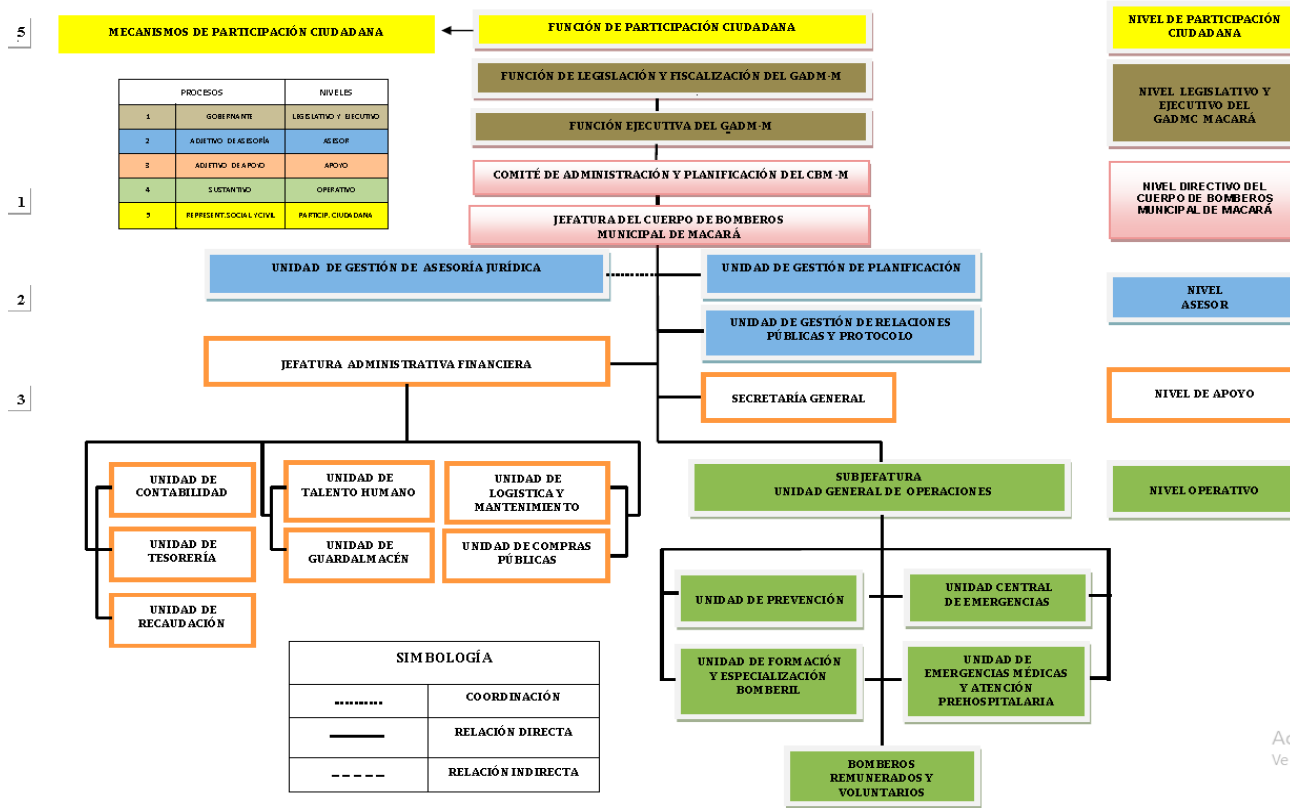 5
MECANISMOS DE PARTICIPACIÓN CIUDADANA
FUNCIÓN DE PARTICIPACIÓN CIUDADANA
NIVEL DE PARTICIPACIÓN
CIUDADANA
FUNCIÓN DE LEGISLACIÓN Y FISCALIZACIÓN DEL GADM-M
FUNCIÓN EJECUTIVA DEL GADM-M
NIVEL LEGISLATIVO Y
EJECUTIVO DEL
GADMC MACARÁ
PROCESOS NIVELES
1 GOBERNANTE LEGISLATIVO Y EJECUTIVO
2 ADJETIVO DE ASESORÍA ASESOR
3 ADJETIVO DE APOYO APOYO
4 SUSTANTIVO OPERATIVO
5 REPRESENT. SOCIAL Y CIVIL PARTICIP. CIUDADANA
1
COMITÉ DE ADMINISTRACIÓN Y PLANIFICACIÓN DEL CBM-M
JEFATURA DEL CUERPO DE BOMBEROS
MUNICIPAL DE MACARÁ
NIVEL DIRECTIVO DEL
CUERPO DE BOMBEROS
MUNICIPAL DE MACARÁ
2
UNIDAD DE GESTIÓN DE ASESORÍA JURÍDICA
UNIDAD DE GESTIÓN DE PLANIFICACIÓN
UNIDAD DE GESTIÓN DE RELACIONES
PÚBLICAS Y PROTOCOLO
NIVEL
ASESOR
3
JEFATURA ADMINISTRATIVA FINANCIERA
SECRETARÍA GENERAL
NIVEL DE APOYO
UNIDAD DE
CONTABILIDAD
UNIDAD DE
TALENTO HUMANO
UNIDAD DE
LOGISTICA Y
MANTENIMIENTO
UNIDAD DE
TESORERÍA
UNIDAD DE
GUARDALMACÉN
UNIDAD DE COMPRAS
PÚBLICAS
UNIDAD DE
RECAUDACIÓN
SUBJEFATURA
UNIDAD GENERAL DE OPERACIONES
NIVEL OPERATIVO
UNIDAD DE PREVENCIÓN
UNIDAD CENTRAL
DE EMERGENCIAS
UNIDAD DE FORMACIÓN
Y ESPECIALIZACIÓN
BOMBERIL
UNIDAD DE
EMERGENCIAS MÉDICAS
Y ATENCIÓN
PREHOSPITALARIA
BOMBEROS
REMUNERADOS Y
VOLUNTARIOS
SIMBOLOGÍA
COORDINACIÓN
RELACIÓN DIRECTA
RELACIÓN INDIRECTA